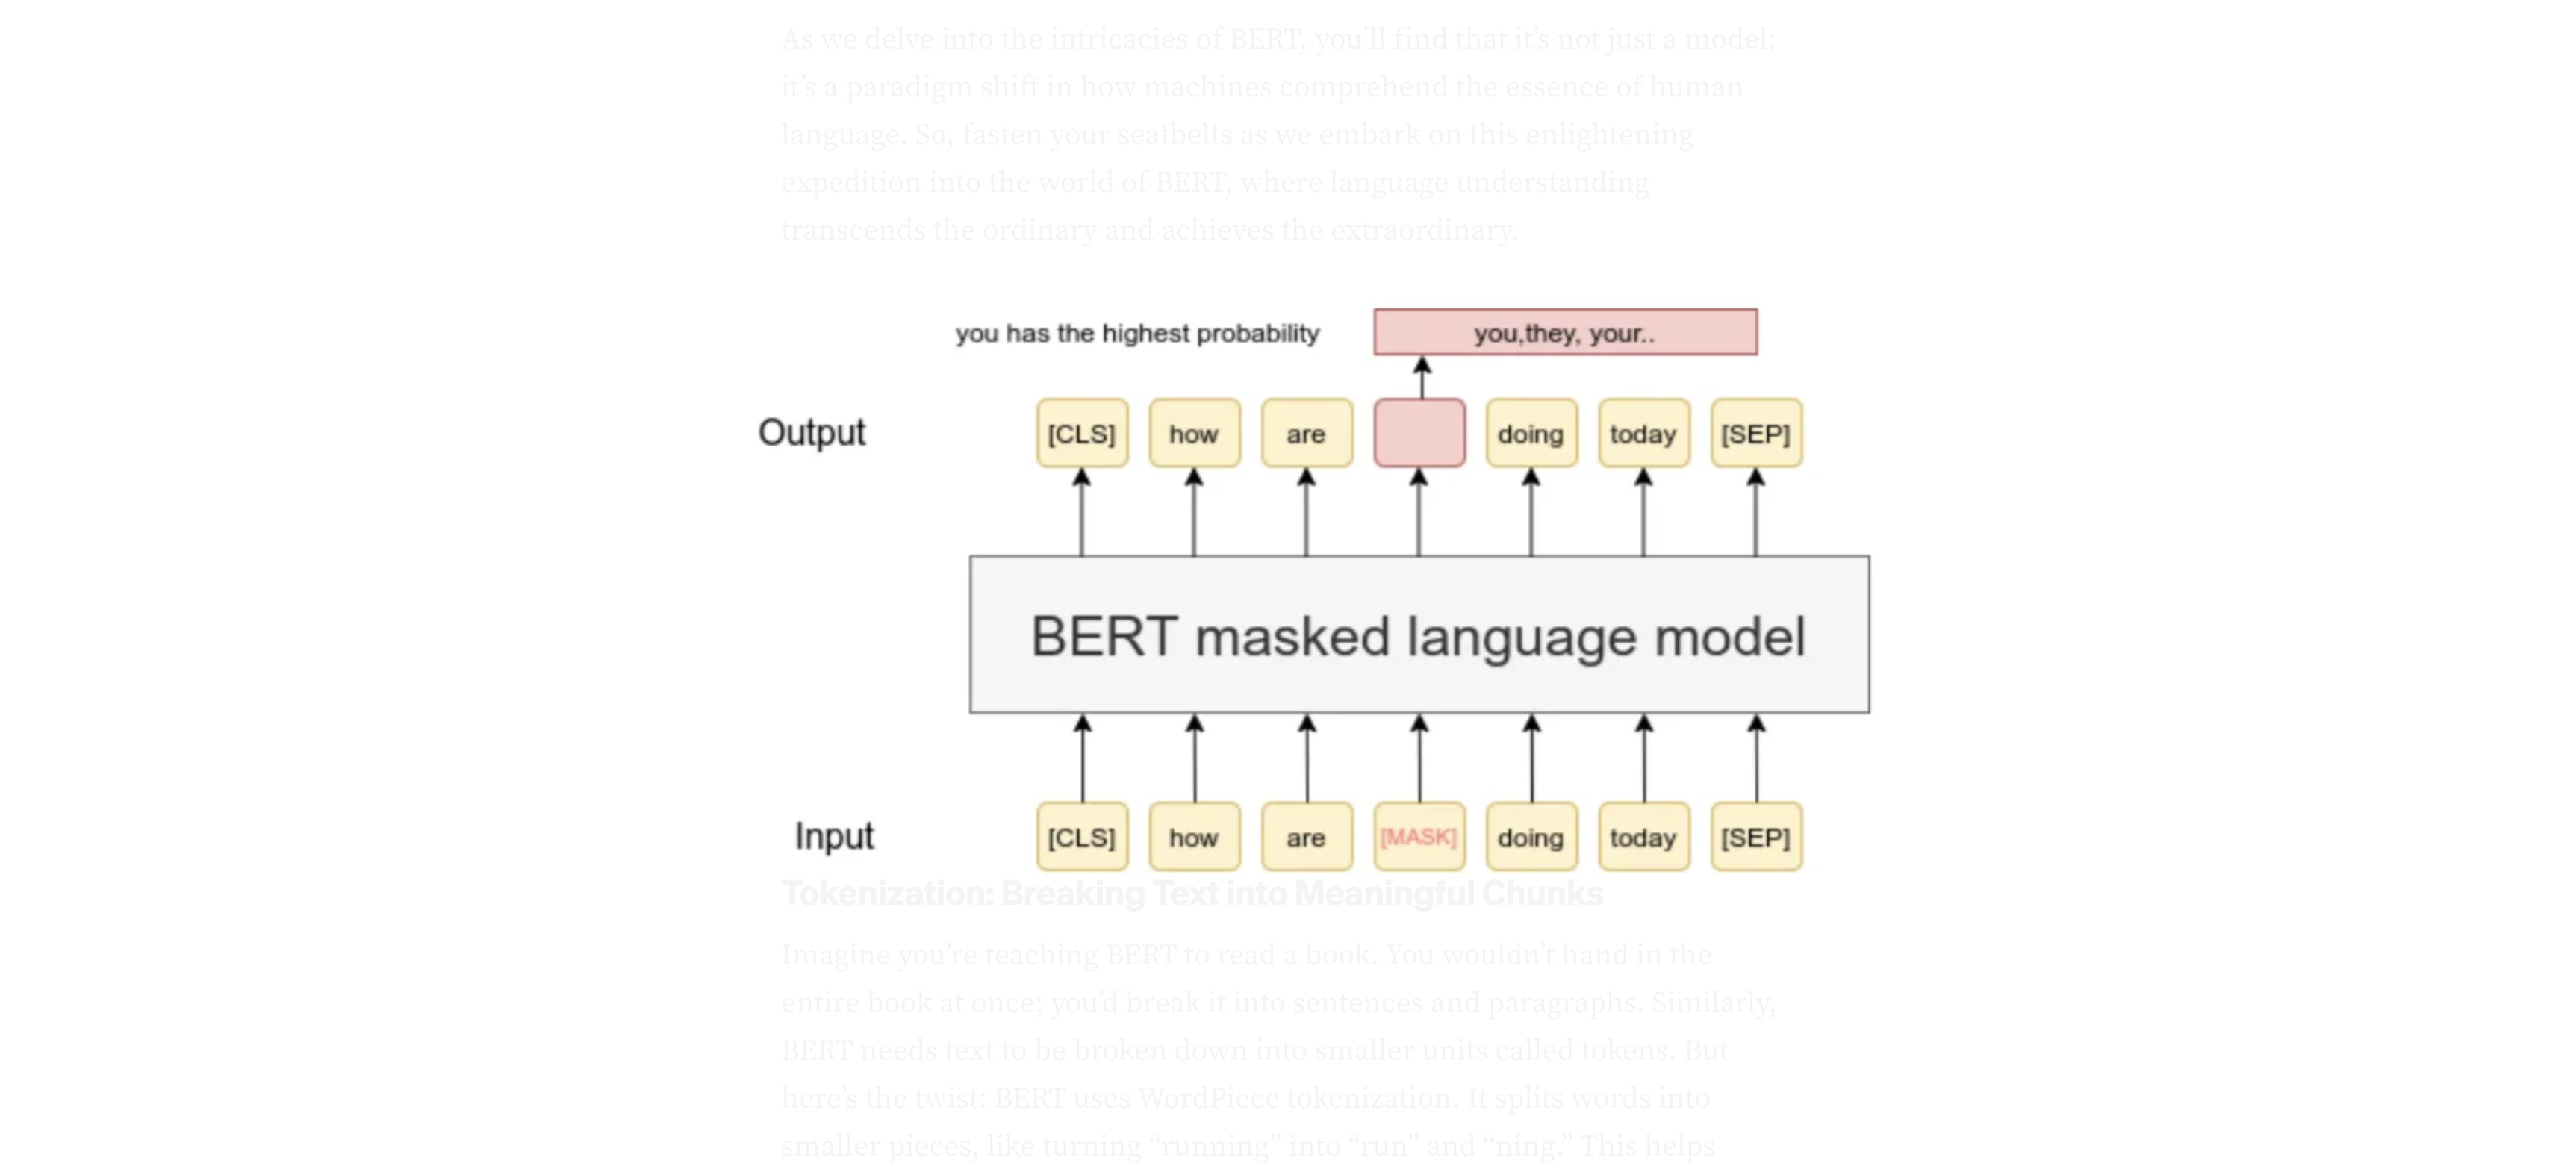 As we delve into the intricacies of BERT, you’ll find that it’s not just a model;
it’s a paradigm shift in how machines comprehend the essence of human
language. So, fasten your seatbelts as we embark on this enlightening
expedition into the world of BERT, where language understanding
transcends the ordinary and achieves the extraordinary.
you has the highest probability you,they, your..
Output [CLS] how are doing today [SEP]
BERT masked language model
Input [CLS] how are [MASK] doing today [SEP]
Tokenization: Breaking Text into Meaningful Chunks
Imagine you’re teaching BERT to read a book. You wouldn’t hand in the
entire book at once; you’d break it into sentences and paragraphs. Similarly,
BERT needs text to be broken down into smaller units called tokens. But
here’s the twist: BERT uses WordPiece tokenization. It splits words into
smaller pieces, like turning “running” into “run” and “ning.” This helps